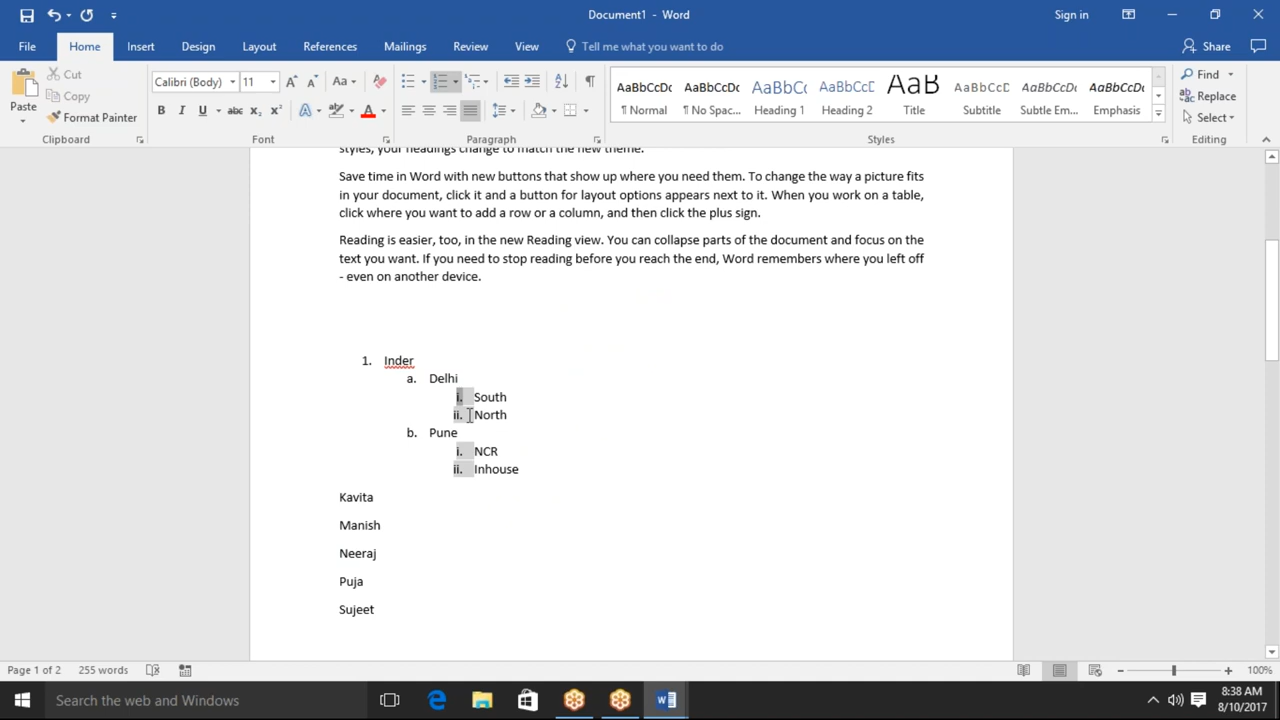 Document1 - Word
Sign in
File Home Insert Design Layout References Mailings Review View Tell me what you want to do
Share
Paste
Cut
Copy
Format Painter
Calibri (Body) 11
Aa
B I U abc x₂ x² A A
AaBbCcDc AaBbCcDc AaBbCc AaBbCcE AaB AaBbCcD AaBbCcDc AaBbCcDc
¶ Normal ¶ No Spac... Heading 1 Heading 2 Title Subtitle Subtle Em... Emphasis
Find
Replace
Select
Clipboard Font Paragraph Styles Editing
styles, your headings change to match the new theme.
Save time in Word with new buttons that show up where you need them. To change the way a picture fits
in your document, click it and a button for layout options appears next to it. When you work on a table,
click where you want to add a row or a column, and then click the plus sign.
Reading is easier, too, in the new Reading view. You can collapse parts of the document and focus on the
text you want. If you need to stop reading before you reach the end, Word remembers where you left off
- even on another device.
1. Inder
a. Delhi
i. South
ii. North
b. Pune
i. NCR
ii. Inhouse
Kavita
Manish
Neeraj
Puja
Sujeet
Page 1 of 2 255 words
100%
Search the web and Windows
8:38 AM
8/10/2017